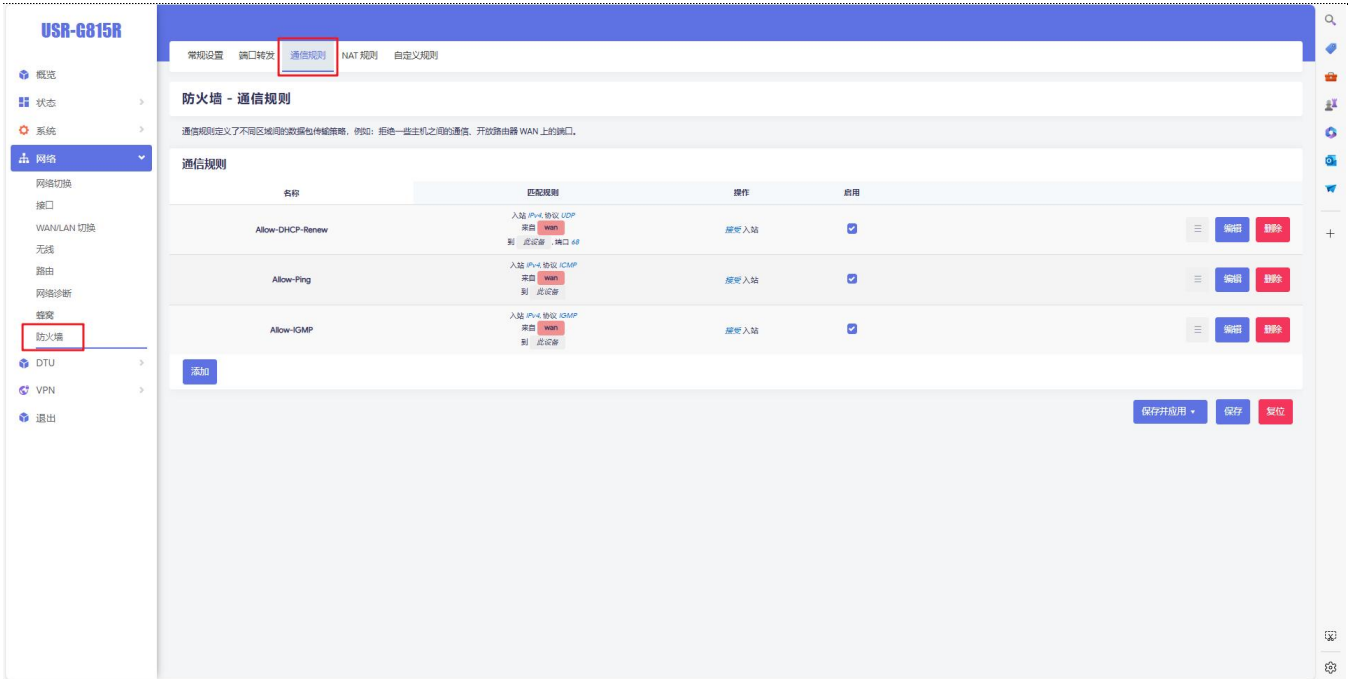 USR-G815R
概览
状态
系统
网络
网络切换
接口
WAN/LAN 切换
无线
路由
网络诊断
蜂窝
防火墙
DTU
VPN
退出
常规设置 端口转发 通信规则 NAT 规则 自定义规则
防火墙 - 通信规则
通信规则定义了不同区域间的数据包传输策略，例如：拒绝一些主机之间的通信、开放路由器 WAN 上的端口。
通信规则
名称 匹配规则 操作 启用
Allow-DHCP-Renew
入站 IPv4, 协议 UDP
来自 wan
到 此设备 , 端口 68
接受入站
编辑 删除
Allow-Ping
入站 IPv4, 协议 ICMP
来自 wan
到 此设备
接受入站
编辑 删除
Allow-IGMP
入站 IPv4, 协议 IGMP
来自 wan
到 此设备
接受入站
编辑 删除
添加
保存并应用 保存 复位